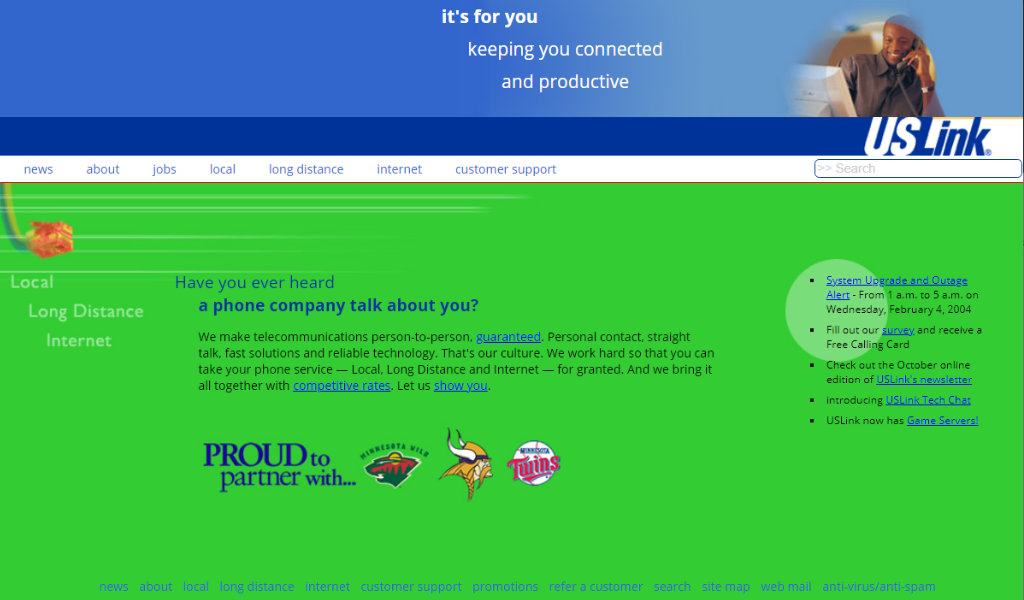 it's for you
keeping you connected
and productive
US Link®
news about jobs local long distance internet customer support
>> Search
Local
Long Distance
Internet
Have you ever heard
a phone company talk about you?
We make telecommunications person-to-person, guaranteed. Personal contact, straight
talk, fast solutions and reliable technology. That's our culture. We work hard so that you can
take your phone service — Local, Long Distance and Internet — for granted. And we bring it
all together with competitive rates. Let us show you.
PROUD to
partner with...
MINNESOTA WILD
MINNESOTA
Twins
System Upgrade and Outage
Alert - From 1 a.m. to 5 a.m. on
Wednesday, February 4, 2004
Fill out our survey and receive a
Free Calling Card
Check out the October online
edition of USLink's newsletter
introducing USLink Tech Chat
USLink now has Game Servers!
news about local long distance internet customer support promotions refer a customer search site map web mail anti-virus/anti-spam